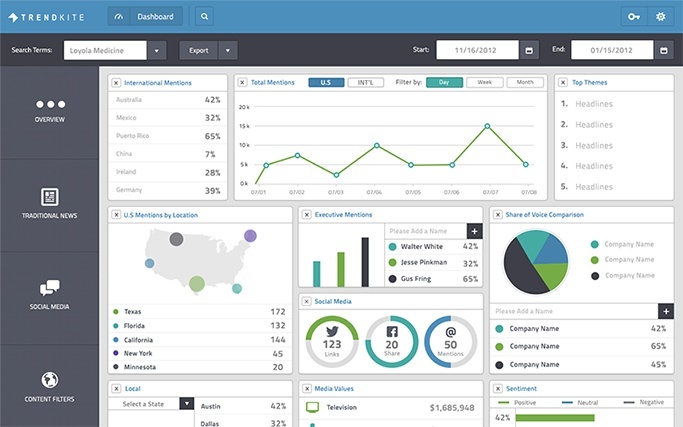 TRENDKITE
Dashboard
Search Terms:
Loyola Medicine
Export
Start:
11/16/2012
End:
01/15/2012
OVERVIEW
TRADITIONAL NEWS
SOCIAL MEDIA
CONTENT FILTERS
x International Mentions
Australia 42%
Mexico 32%
Puerto Rico 65%
China 7%
Ireland 28%
Germany 39%
x Total Mentions
U.S
INT'L
Filter by:
Day
Week
Month
20 k
15 k
10 k
5 k
0
07/01 07/02 07/03 07/04 07/05 07/06 07/07 07/08
x Top Themes
1. Headlines
2. Headlines
3. Headlines
4. Headlines
5. Headlines
x U.S Mentions by Location
Texas 172
Florida 132
California 144
New York 45
Minnesota 20
x Executive Mentions
Please Add a Name +
Walter White 42%
Jesse Pinkman 32%
Gus Fring 65%
x Social Media
123
Links
20
Share
@
50
Mentions
x Share of Voice Comparison
Company Name
Company Name
Company Name
Please Add a Name +
Company Name 42%
Company Name 65%
Company Name 45%
x Local
Select a State
Austin 42%
Dallas 32%
x Media Values
Television $1,685,948
x Sentiment
Positive Neutral Negative
42%